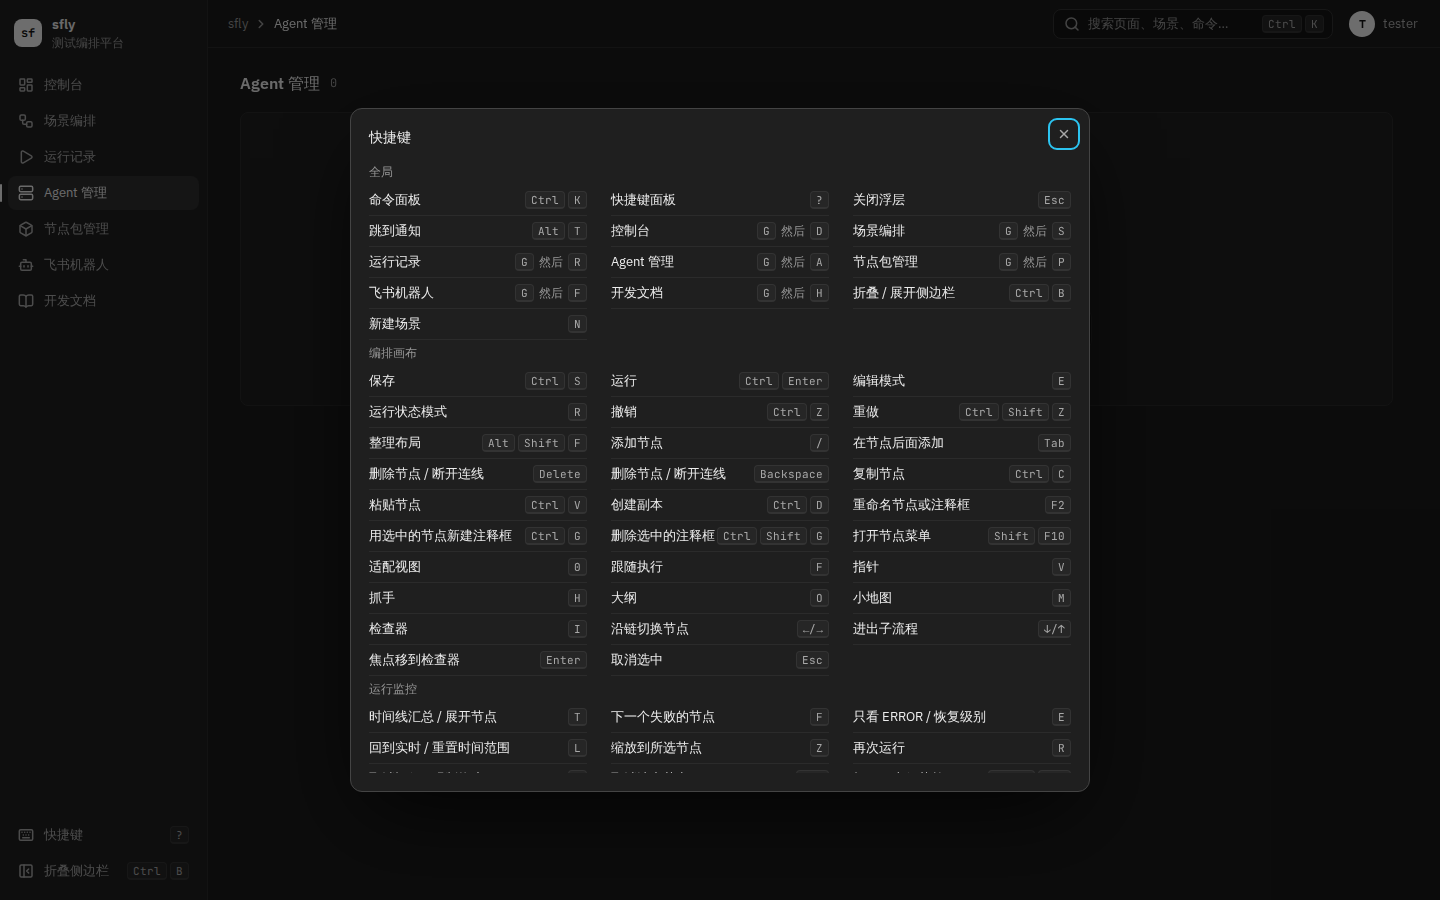 sf sfly
测试编排平台
控制台
场景编排
运行记录
Agent 管理
节点包管理
飞书机器人
开发文档
快捷键 ?
折叠侧边栏 Ctrl B
sfly > Agent 管理
搜索页面、场景、命令… Ctrl K
T tester
Agent 管理 0
快捷键
全局
命令面板 Ctrl K 快捷键面板 ? 关闭浮层 Esc
跳到通知 Alt T 控制台 G 然后 D 场景编排 G 然后 S
运行记录 G 然后 R Agent 管理 G 然后 A 节点包管理 G 然后 P
飞书机器人 G 然后 F 开发文档 G 然后 H 折叠 / 展开侧边栏 Ctrl B
新建场景 N
编排画布
保存 Ctrl S 运行 Ctrl Enter 编辑模式 E
运行状态模式 R 撤销 Ctrl Z 重做 Ctrl Shift Z
整理布局 Alt Shift F 添加节点 / 在节点后面添加 Tab
删除节点 / 断开连线 Delete 删除节点 / 断开连线 Backspace 复制节点 Ctrl C
粘贴节点 Ctrl V 创建副本 Ctrl D 重命名节点或注释框 F2
用选中的节点新建注释框 Ctrl G 删除选中的注释框 Ctrl Shift G 打开节点菜单 Shift F10
适配视图 0 跟随执行 F 指针 V
抓手 H 大纲 O 小地图 M
检查器 I 沿链切换节点 ←/→ 进出子流程 ↓/↑
焦点移到检查器 Enter 取消选中 Esc
运行监控
时间线汇总 / 展开节点 T 下一个失败的节点 F 只看 ERROR / 恢复级别 E
回到实时 / 重置时间范围 L 缩放到所选节点 Z 再次运行 R